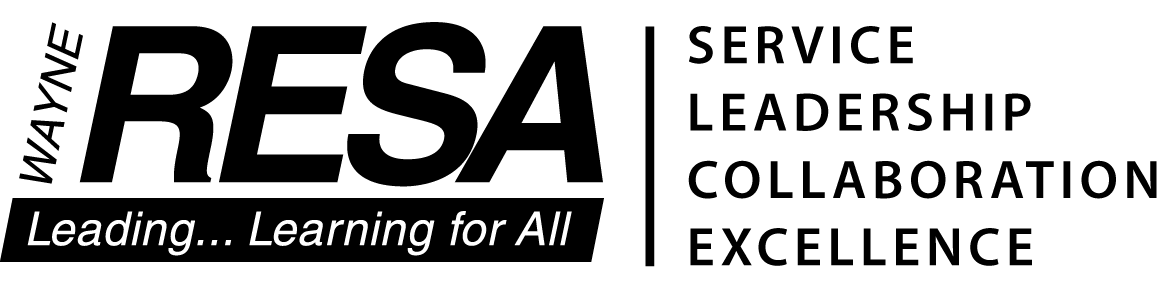 WAYNE
RESA
Leading... Learning for All
SERVICE
LEADERSHIP
COLLABORATION
EXCELLENCE